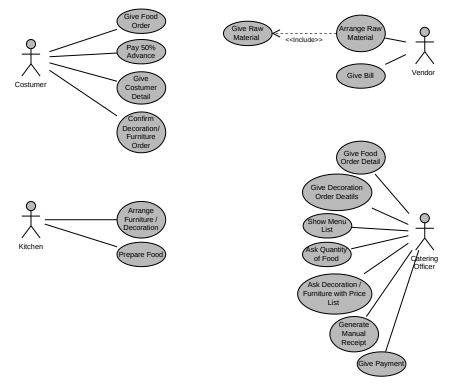 Give Food
Order
Pay 50%
Advance
Give
Costumer
Detail
Confirm
Decoration/
Furniture
Order
Costumer
Give Raw
Material
<<Include>>
Arrange Raw
Material
Give Bill
Vendor
Arrange
Furniture /
Decoration
Prepare Food
Kitchen
Give Food
Order Detail
Give Decoration
Order Deatils
Show Menu
List
Ask Quantity
of Food
Ask Decoration /
Furniture with Price
List
Generate
Manual
Receipt
Give Payment
Catering
Officer